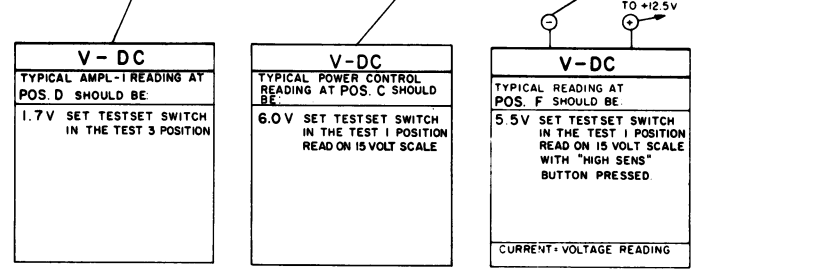 TO +12.5V
- +
V-DC
TYPICAL AMPL-1 READING AT
POS. D SHOULD BE:
1.7V SET TESTSET SWITCH
IN THE TEST 3 POSITION
V-DC
TYPICAL POWER CONTROL
READING AT POS. C SHOULD
BE:
6.0V SET TESTSET SWITCH
IN THE TEST 1 POSITION
READ ON 15 VOLT SCALE
V-DC
TYPICAL READING AT
POS. F SHOULD BE:
5.5V SET TESTSET SWITCH
IN THE TEST 1 POSITION
READ ON 15 VOLT SCALE
WITH "HIGH SENS"
BUTTON PRESSED.
CURRENT = VOLTAGE READING